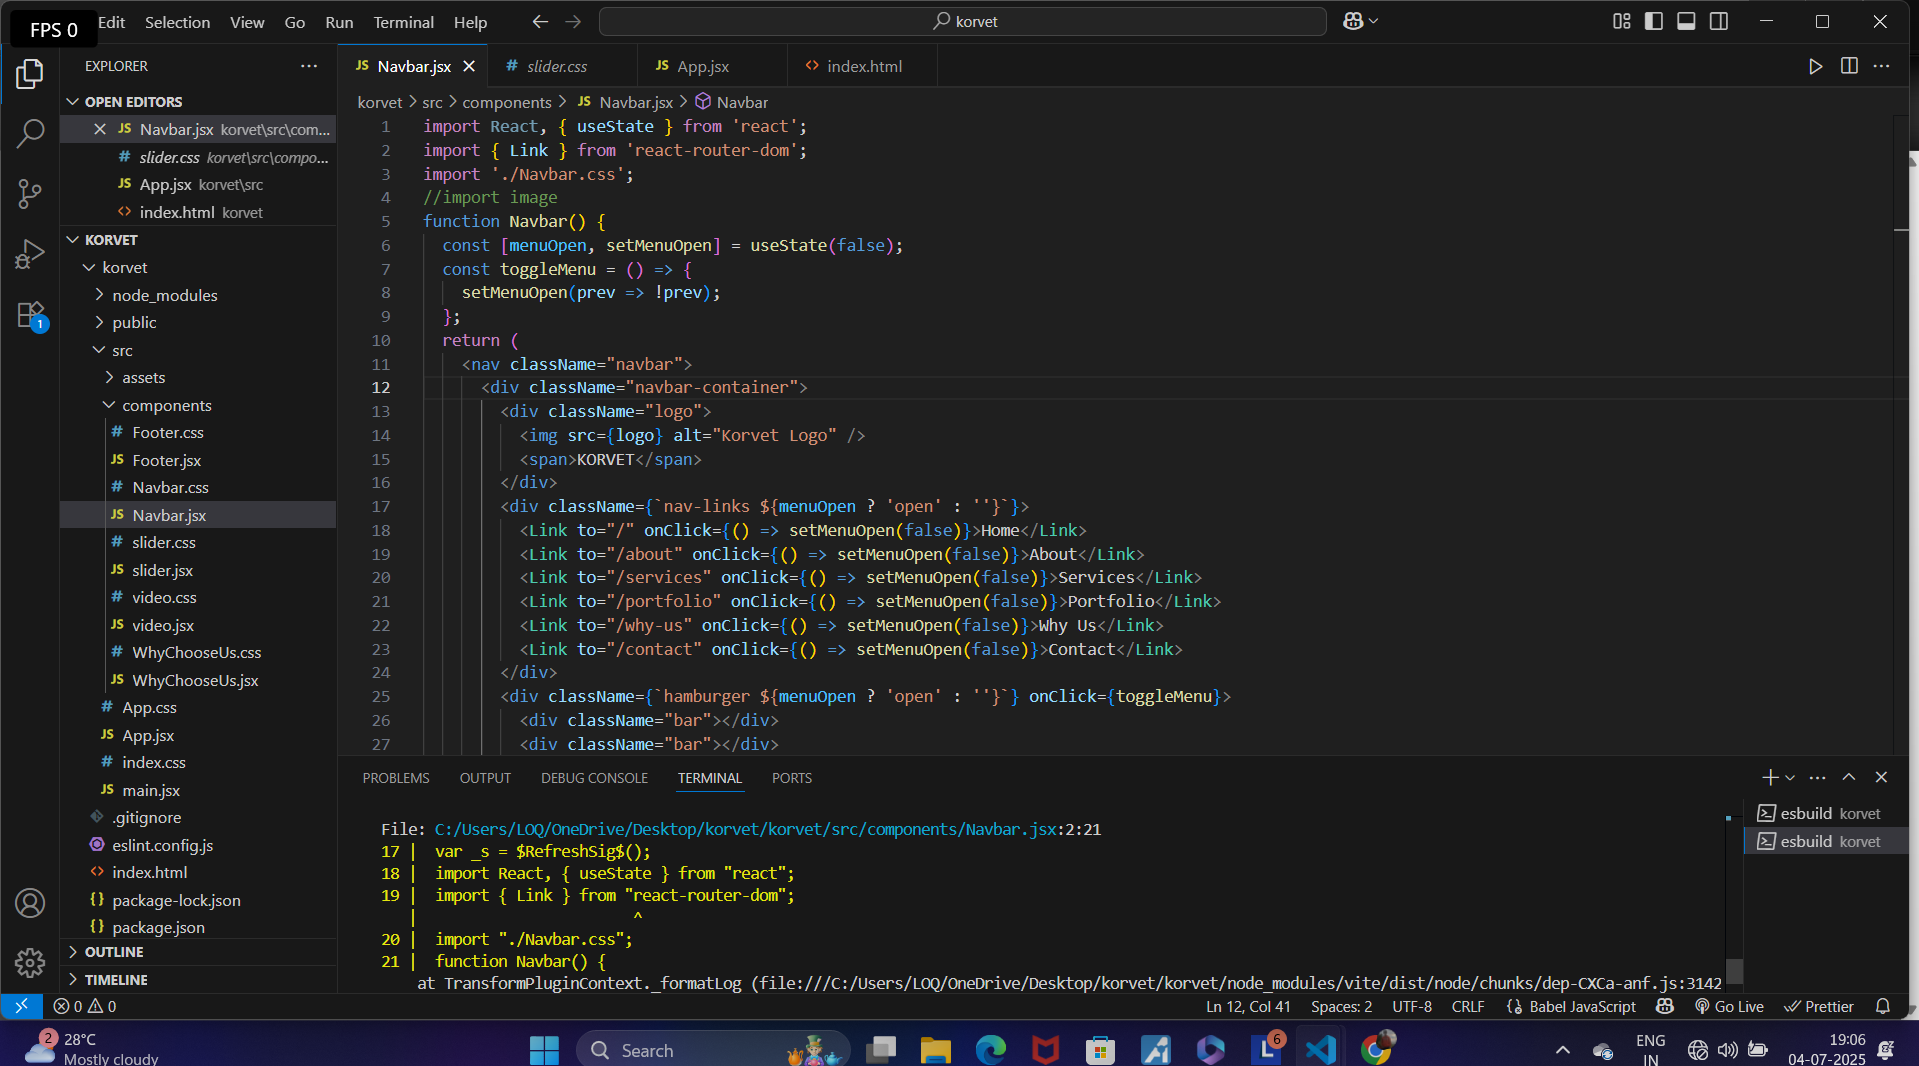 FPS 0
Edit Selection View Go Run Terminal Help
korvet
EXPLORER
OPEN EDITORS
Navbar.jsx korvet\src\com...
slider.css korvet\src\compo...
JS App.jsx korvet\src
index.html korvet
KORVET
korvet
node_modules
public
src
assets
components
# Footer.css
JS Footer.jsx
# Navbar.css
JS Navbar.jsx
# slider.css
JS slider.jsx
# video.css
JS video.jsx
# WhyChooseUs.css
JS WhyChooseUs.jsx
# App.css
JS App.jsx
# index.css
JS main.jsx
.gitignore
eslint.config.js
<> index.html
{} package-lock.json
{} package.json
OUTLINE
TIMELINE
1
JS Navbar.jsx
# slider.css
JS App.jsx
<> index.html
korvet > src > components > JS Navbar.jsx > Navbar
1 import React, { useState } from 'react';
2 import { Link } from 'react-router-dom';
3 import './Navbar.css';
4 //import image
5 function Navbar() {
6 const [menuOpen, setMenuOpen] = useState(false);
7 const toggleMenu = () => {
8 setMenuOpen(prev => !prev);
9 };
10 return (
11 <nav className="navbar">
12 <div className="navbar-container">
13 <div className="logo">
14 <img src={logo} alt="Korvet Logo" />
15 <span>KORVET</span>
16 </div>
17 <div className={`nav-links ${menuOpen ? 'open' : ''}`}>
18 <Link to="/" onClick={() => setMenuOpen(false)}>Home</Link>
19 <Link to="/about" onClick={() => setMenuOpen(false)}>About</Link>
20 <Link to="/services" onClick={() => setMenuOpen(false)}>Services</Link>
21 <Link to="/portfolio" onClick={() => setMenuOpen(false)}>Portfolio</Link>
22 <Link to="/why-us" onClick={() => setMenuOpen(false)}>Why Us</Link>
23 <Link to="/contact" onClick={() => setMenuOpen(false)}>Contact</Link>
24 </div>
25 <div className={`hamburger ${menuOpen ? 'open' : ''}`} onClick={toggleMenu}>
26 <div className="bar"></div>
27 <div className="bar"></div>
PROBLEMS OUTPUT DEBUG CONSOLE TERMINAL PORTS
File: C:/Users/LOQ/OneDrive/Desktop/korvet/korvet/src/components/Navbar.jsx:2:21
17 | var _s = $RefreshSig$();
18 | import React, { useState } from "react";
19 | import { Link } from "react-router-dom";
| ^
20 | import "./Navbar.css";
21 | function Navbar() {
at TransformPluginContext._formatLog (file:///C:/Users/LOQ/OneDrive/Desktop/korvet/korvet/node_modules/vite/dist/node/chunks/dep-CXCa-anf.js:3142
esbuild korvet
esbuild korvet
0 0
Ln 12, Col 41 Spaces: 2 UTF-8 CRLF {} Babel JavaScript Go Live Prettier
2
28°C
Mostly cloudy
Search
6
ENG
IN
19:06
04-07-2025